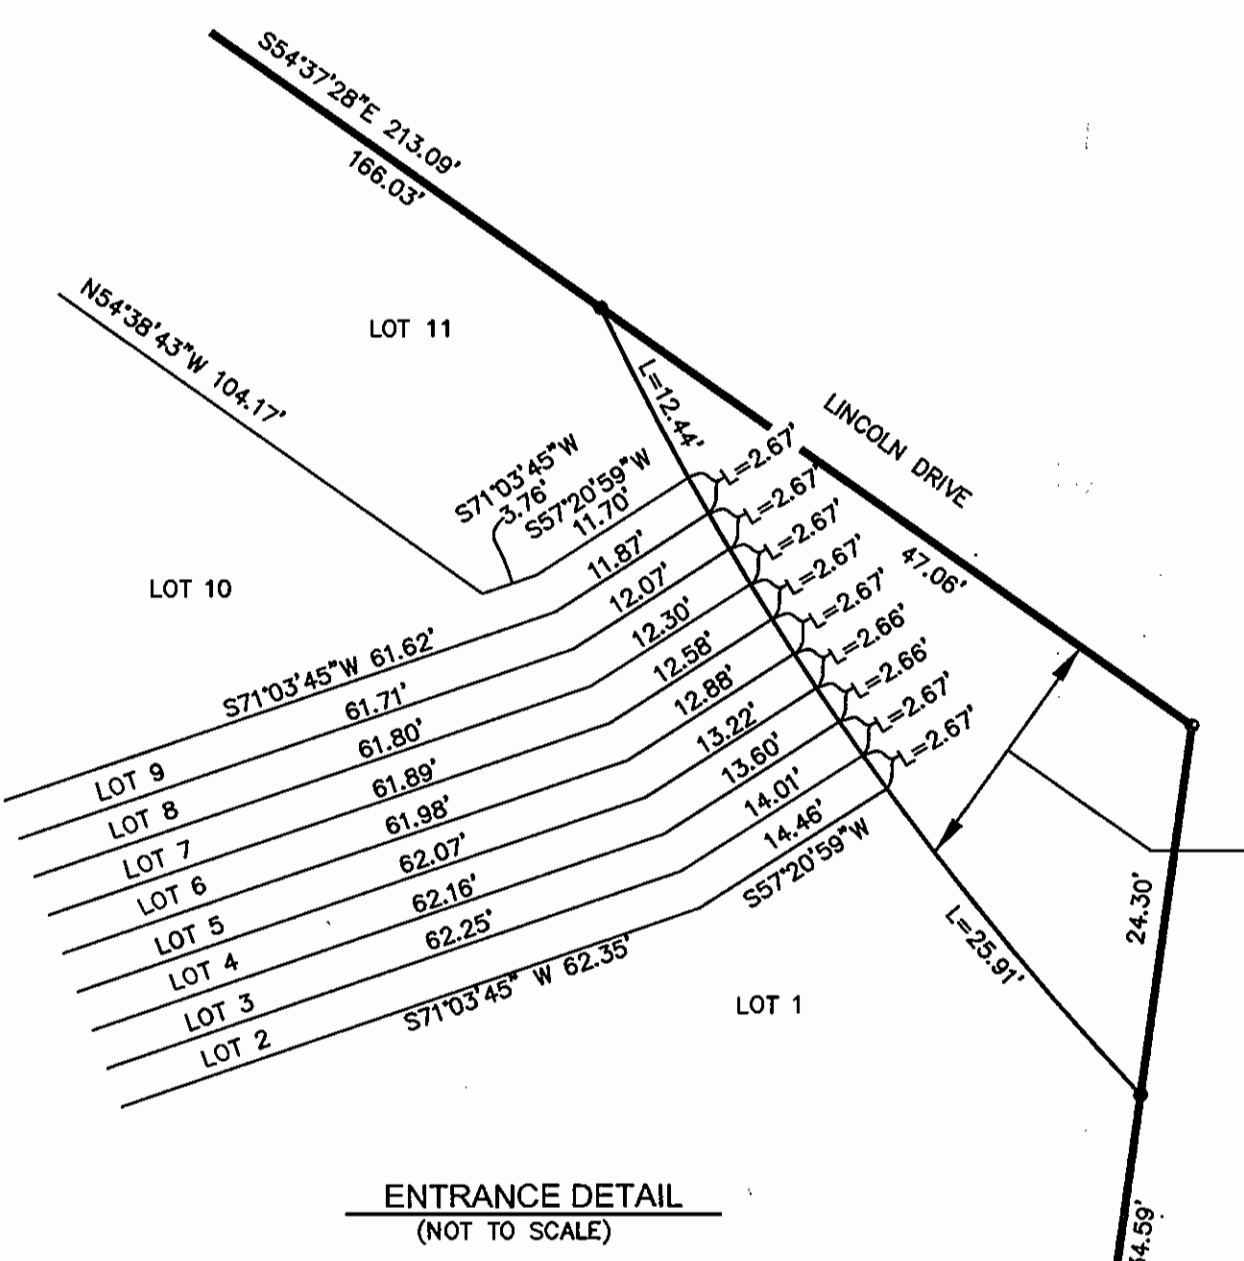 S54°37'28"E 213.09'
166.03'
N54°38'43"W 104.17'
LOT 11
L=12.44'
LINCOLN DRIVE
47.06'
S71°03'45"W
3.76'
S57°20'59"W
11.70'
L=2.67'
L=2.67'
L=2.67'
L=2.67'
L=2.67'
L=2.66'
L=2.66'
L=2.67'
L=2.67'
11.87'
12.07'
12.30'
12.58'
12.88'
13.22'
13.60'
14.01'
14.46'
S57°20'59"W
LOT 10
S71°03'45"W 61.62'
61.71'
61.80'
61.89'
61.98'
62.07'
62.16'
62.25'
S71°03'45" W 62.35'
LOT 9
LOT 8
LOT 7
LOT 6
LOT 5
LOT 4
LOT 3
LOT 2
LOT 1
L=25.91'
24.30'
34.59'
ENTRANCE DETAIL
(NOT TO SCALE)